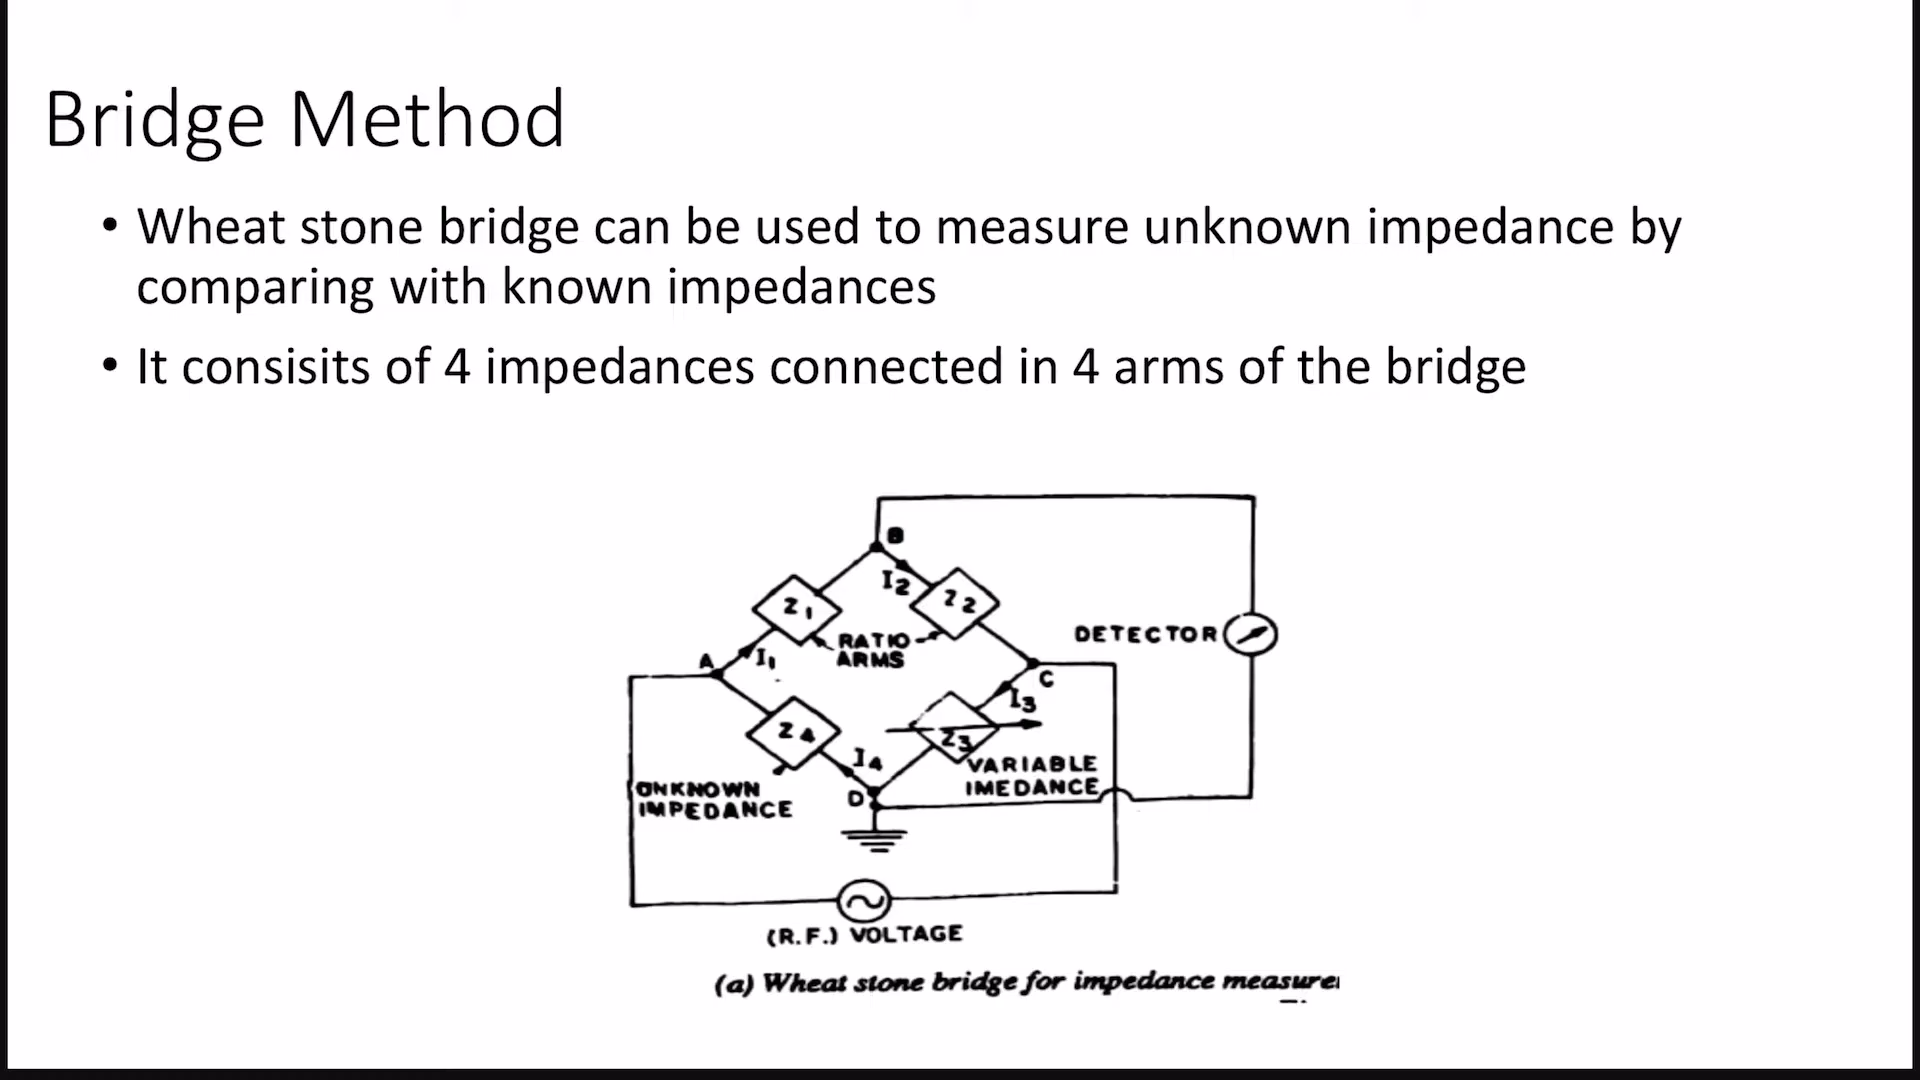 Bridge Method
• Wheat stone bridge can be used to measure unknown impedance by
comparing with known impedances
• It consisits of 4 impedances connected in 4 arms of the bridge
B
I2
Z1
Z2
RATIO
ARMS
DETECTOR
A
I1
C
I3
Z4
Z3
I4
VARIABLE
IMEDANCE
UNKNOWN
IMPEDANCE
D
(R.F.) VOLTAGE
(a) Wheat stone bridge for impedance measure